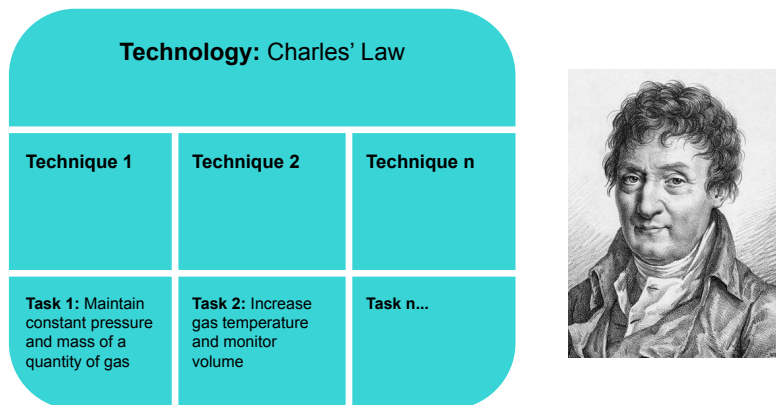 Technology: Charles’ Law
Technique 1
Technique 2
Technique n
Task 1: Maintain
constant pressure
and mass of a
quantity of gas
Task 2: Increase
gas temperature
and monitor
volume
Task n...